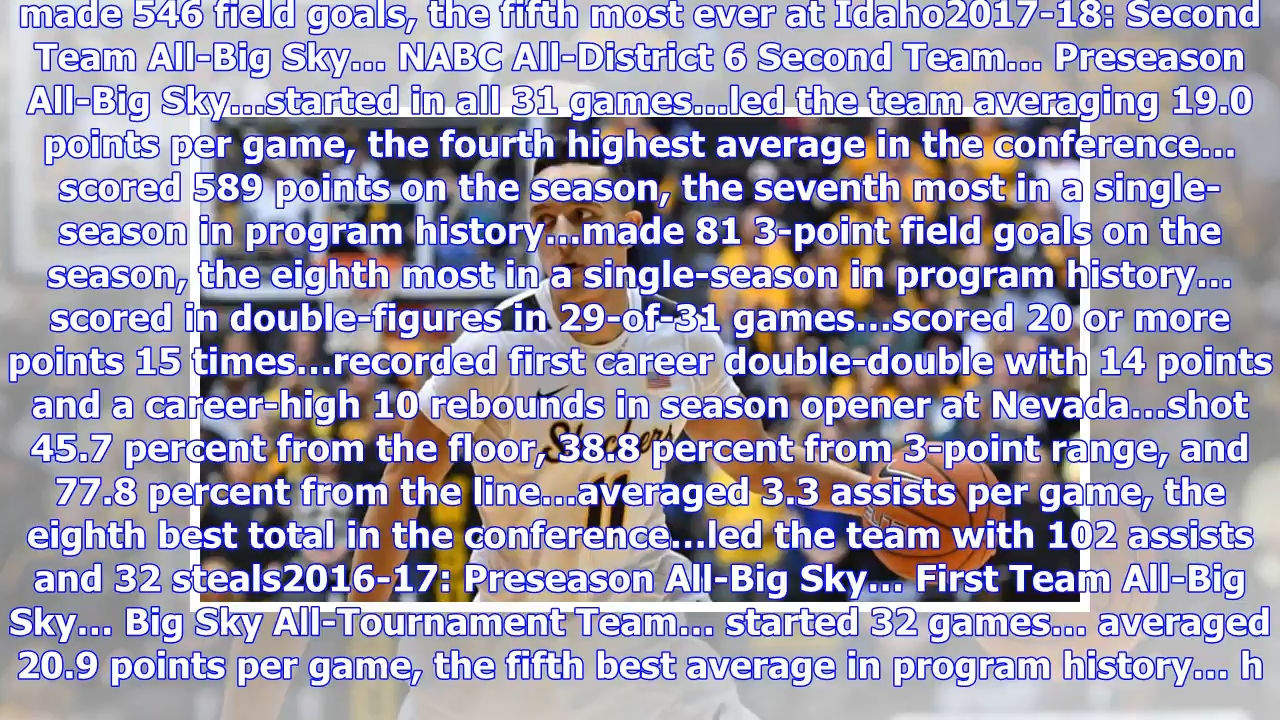 made 546 field goals, the fifth most ever at Idaho2017-18: Second
Team All-Big Sky... NABC All-District 6 Second Team... Preseason
All-Big Sky...started in all 31 games...led the team averaging 19.0
points per game, the fourth highest average in the conference...
scored 589 points on the season, the seventh most in a single-
season in program history...made 81 3-point field goals on the
season, the eighth most in a single-season in program history...
scored in double-figures in 29-of-31 games...scored 20 or more
points 15 times...recorded first career double-double with 14 points
and a career-high 10 rebounds in season opener at Nevada...shot
45.7 percent from the floor, 38.8 percent from 3-point range, and
Shockers
77.8 percent from the line...averaged 3.3 assists per game, the
11
eighth best total in the conference...led the team with 102 assists
and 32 steals2016-17: Preseason All-Big Sky... First Team All-Big
Sky... Big Sky All-Tournament Team... started 32 games... averaged
20.9 points per game, the fifth best average in program history... h